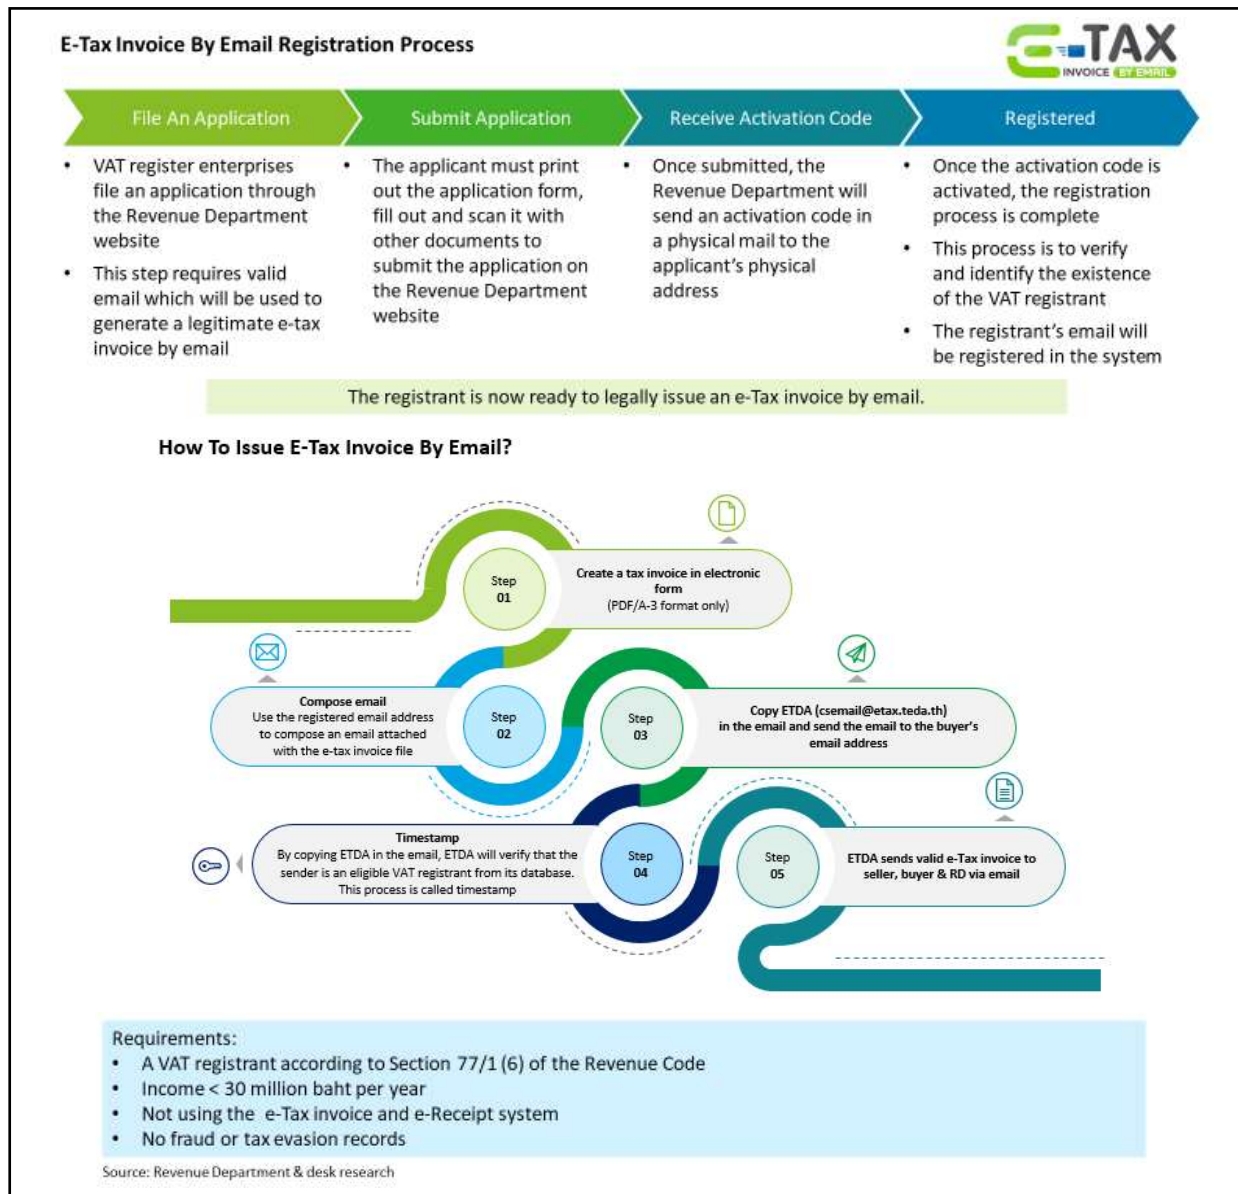 E-Tax Invoice By Email Registration Process
E-TAX
INVOICE BY EMAIL
File An Application
Submit Application
Receive Activation Code
Registered
• VAT register enterprises
file an application through
the Revenue Department
website
• This step requires valid
email which will be used to
generate a legitimate e-tax
invoice by email
• The applicant must print
out the application form,
fill out and scan it with
other documents to
submit the application on
the Revenue Department
website
• Once submitted, the
Revenue Department will
send an activation code in
a physical mail to the
applicant's physical
address
• Once the activation code is
activated, the registration
process is complete
• This process is to verify
and identify the existence
of the VAT registrant
• The registrant's email will
be registered in the system
The registrant is now ready to legally issue an e-Tax invoice by email.
How To Issue E-Tax Invoice By Email?
Step
01
Create a tax invoice in electronic
form
(PDF/A-3 format only)
Compose email
Use the registered email address
to compose an email attached
with the e-tax invoice file
Step
02
Step
03
Copy ETDA (csemail@etax.teda.th)
in the email and send the email to the buyer's
email address
Timestamp
By copying ETDA in the email, ETDA will verify that the
sender is an eligible VAT registrant from its database.
This process is called timestamp
Step
04
Step
05
ETDA sends valid e-Tax invoice to
seller, buyer & RD via email
Requirements:
• A VAT registrant according to Section 77/1 (6) of the Revenue Code
• Income < 30 million baht per year
• Not using the e-Tax invoice and e-Receipt system
• No fraud or tax evasion records
Source: Revenue Department & desk research